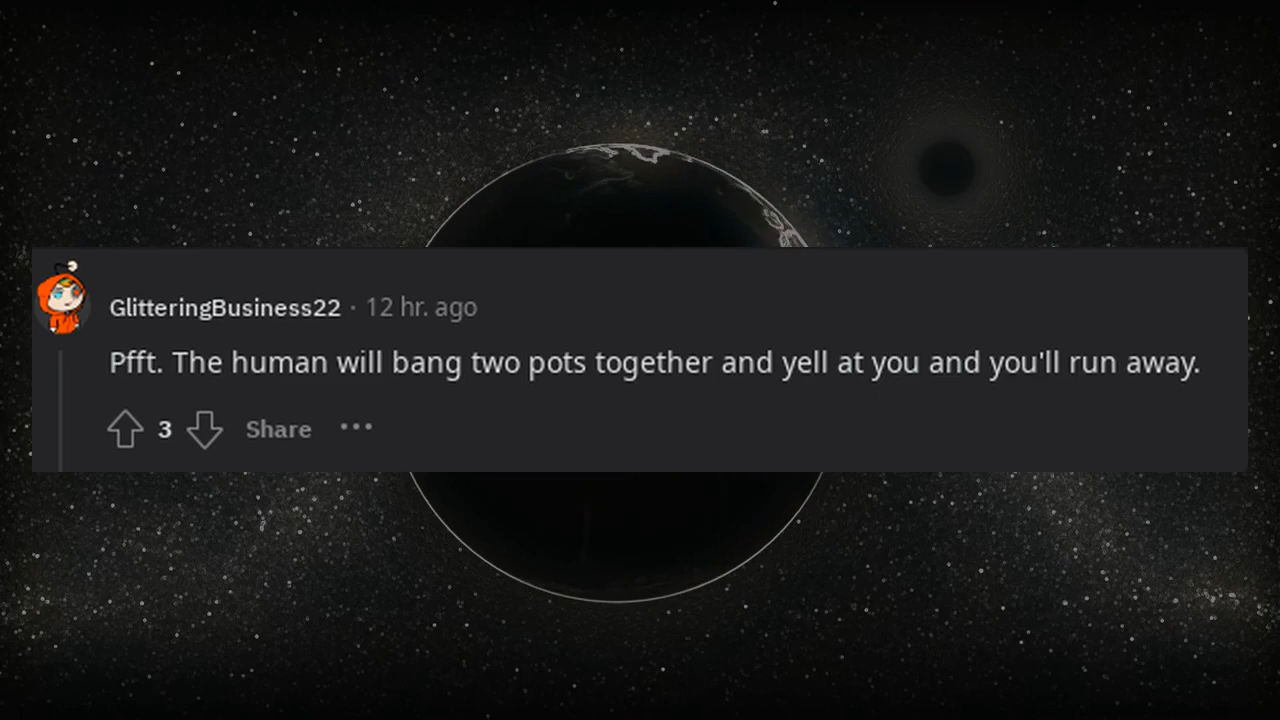 GlitteringBusiness22 · 12 hr. ago
Pfft. The human will bang two pots together and yell at you and you'll run away.
3 Share ···